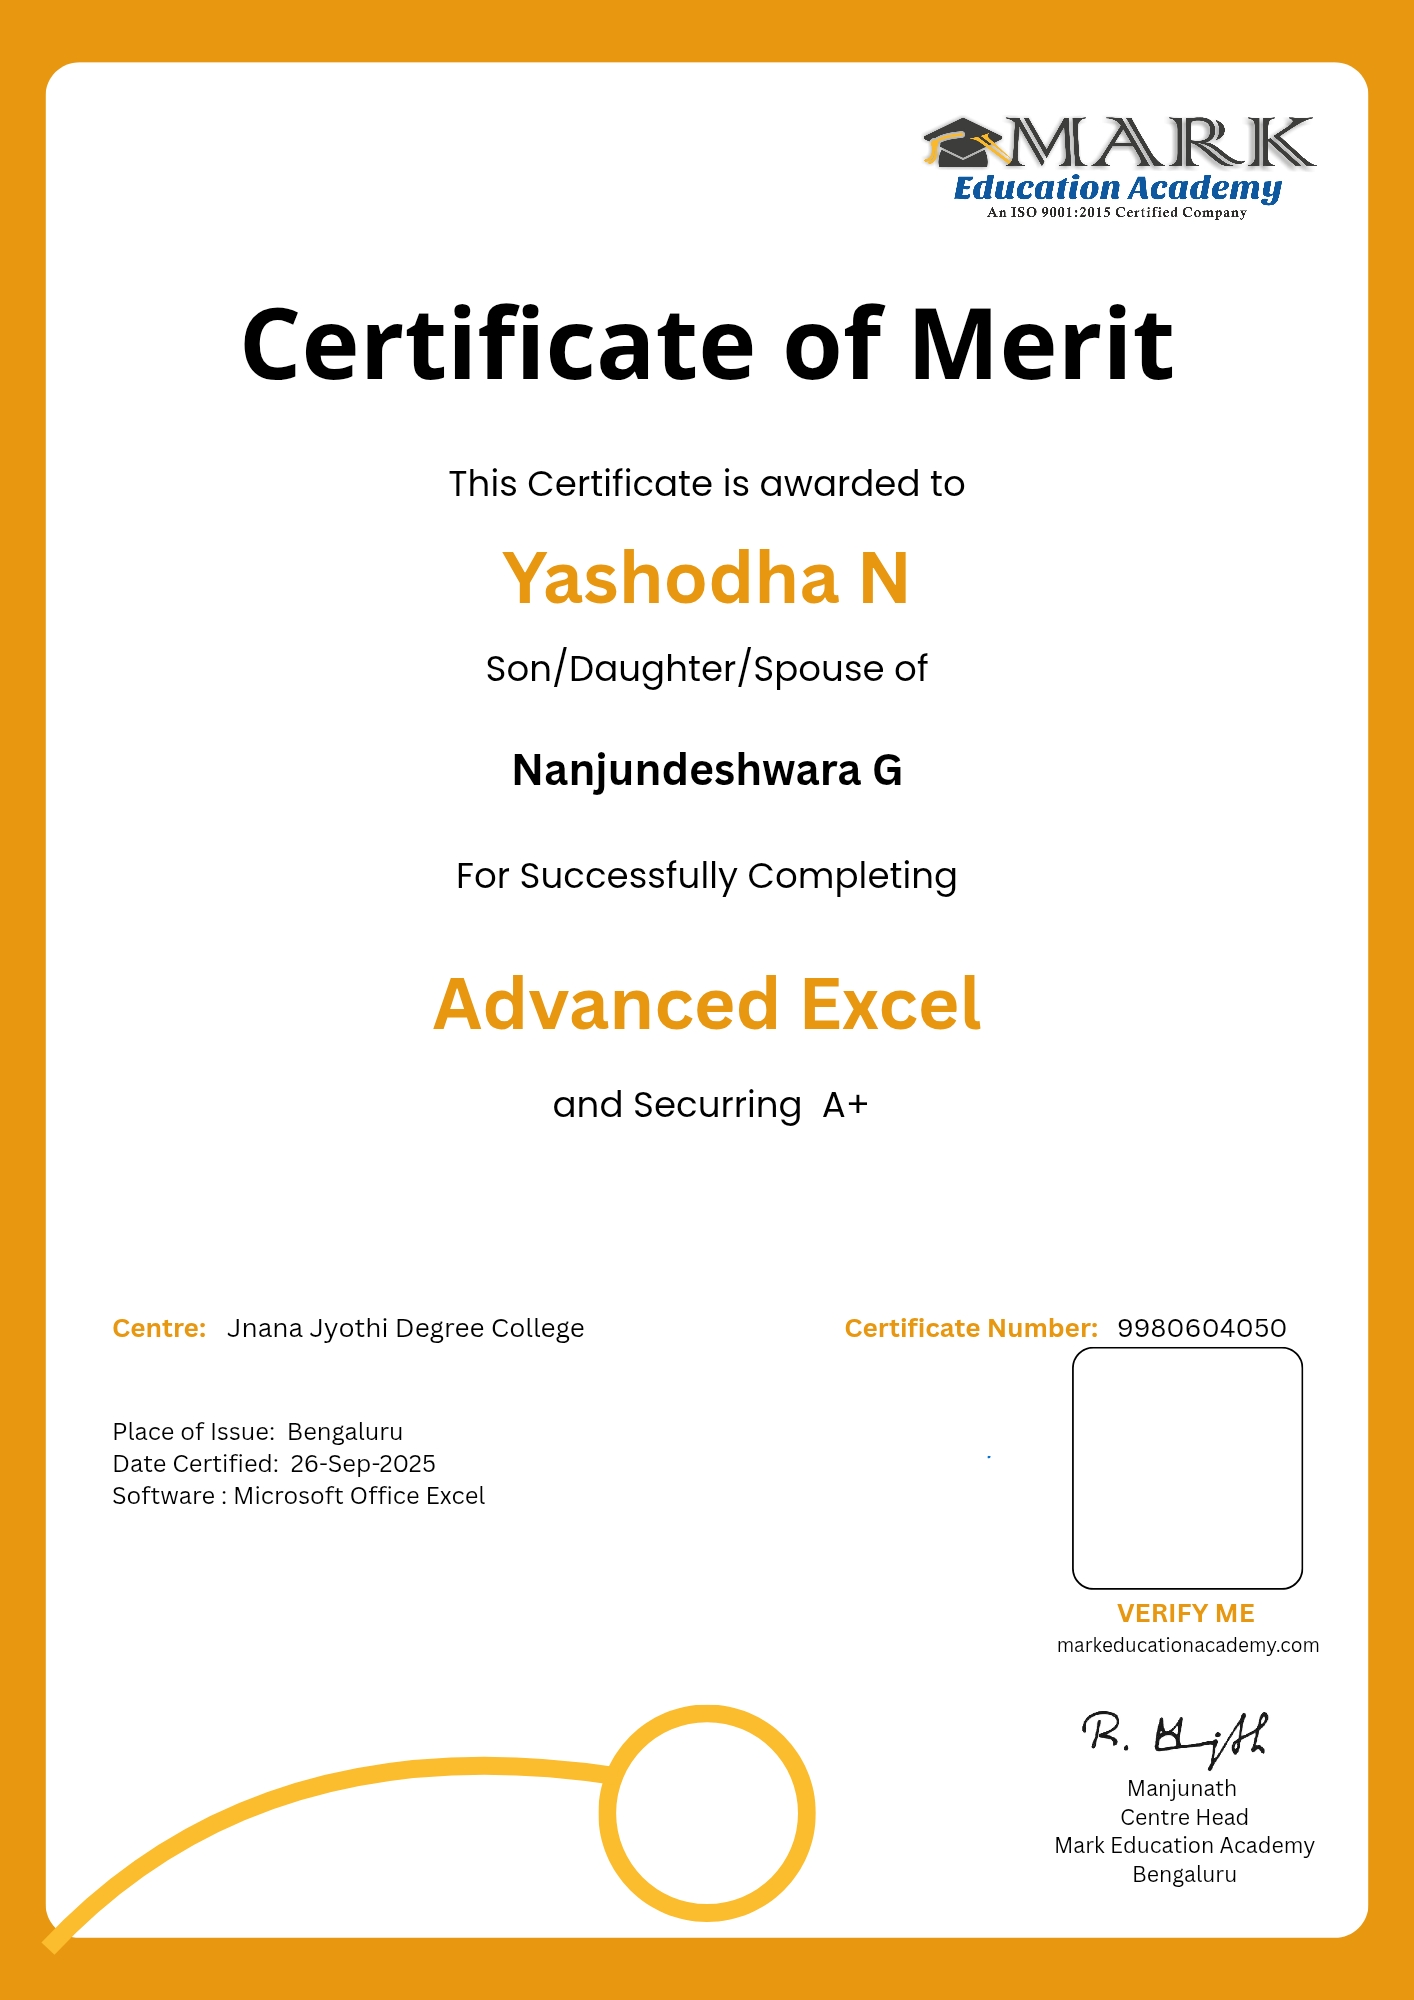 MARK
Education Academy
An ISO 9001:2015 Certified Company
Certificate of Merit
This Certificate is awarded to
Yashodha N
Son/Daughter/Spouse of
Nanjundeshwara G
For Successfully Completing
Advanced Excel
and Securring A+
Centre: Jnana Jyothi Degree College
Certificate Number: 9980604050
Place of Issue: Bengaluru
Date Certified: 26-Sep-2025
Software : Microsoft Office Excel
VERIFY ME
markeducationacademy.com
Manjunath
Centre Head
Mark Education Academy
Bengaluru